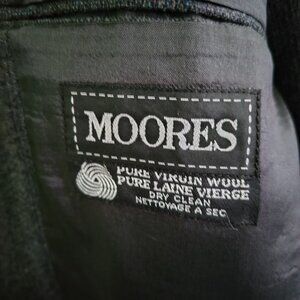 MOORES
PURE VIRGIN WOOL
PURE LAINE VIERGE
DRY CLEAN
NETTOYAGE À SEC